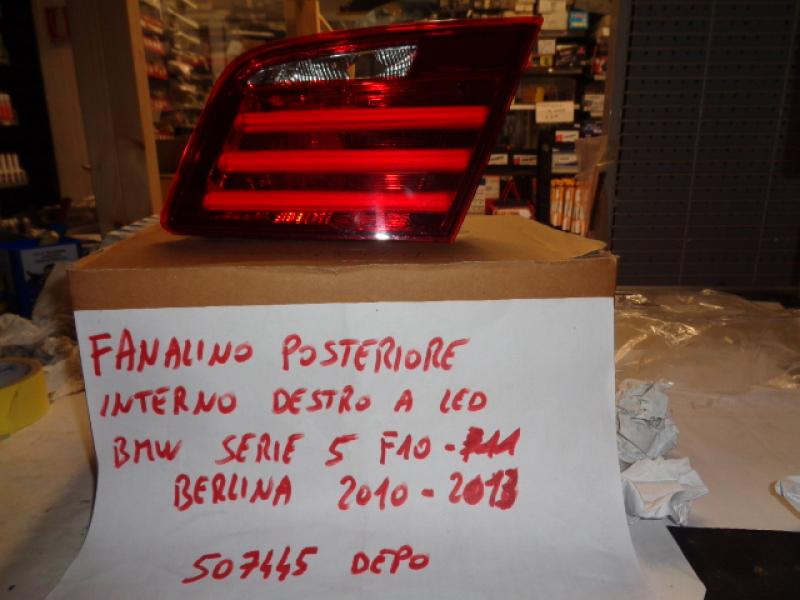 FANALINO POSTERIORE
INTERNO DESTRO A LED
BMW SERIE 5 F10 - F11
BERLINA 2010 - 2013
507445 DEPO